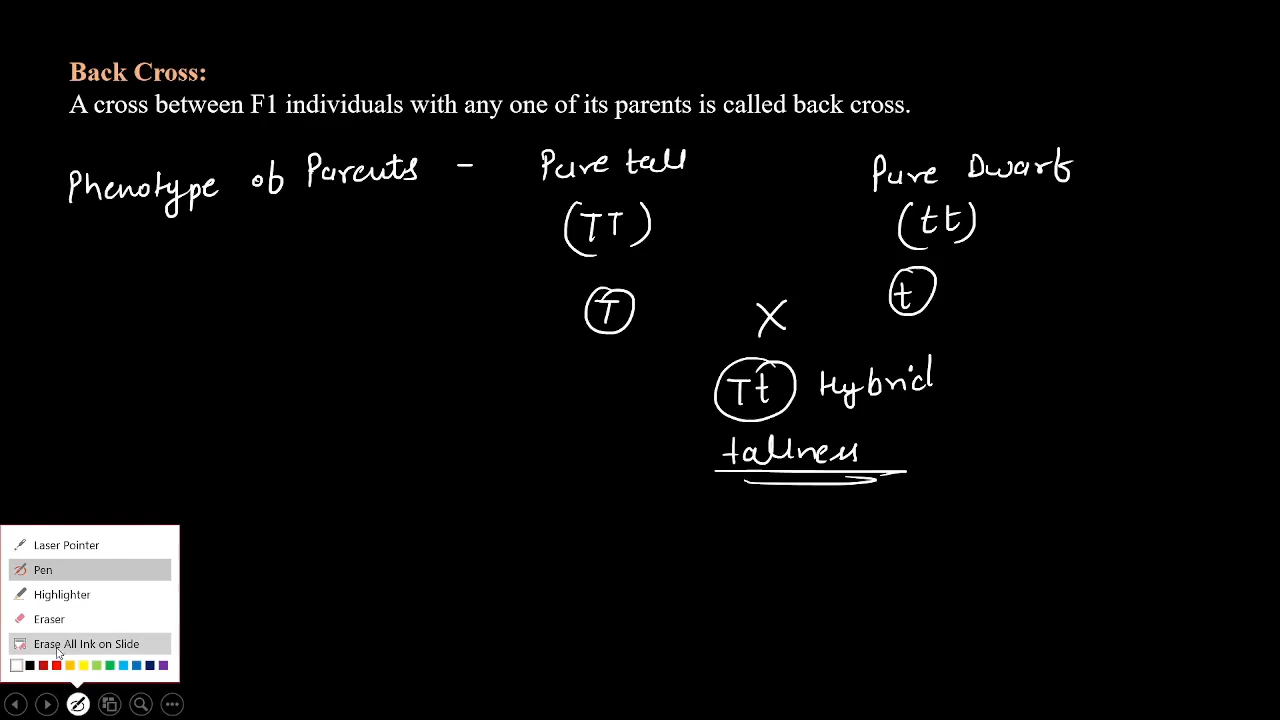 Back Cross:
A cross between F1 individuals with any one of its parents is called back cross.
Phenotype of Parents - Pure tall Pure Dwarf
(TT) (tt)
T t
X
Tt Hybrid
tallness
Laser Pointer
Pen
Highlighter
Eraser
Erase All Ink on Slide